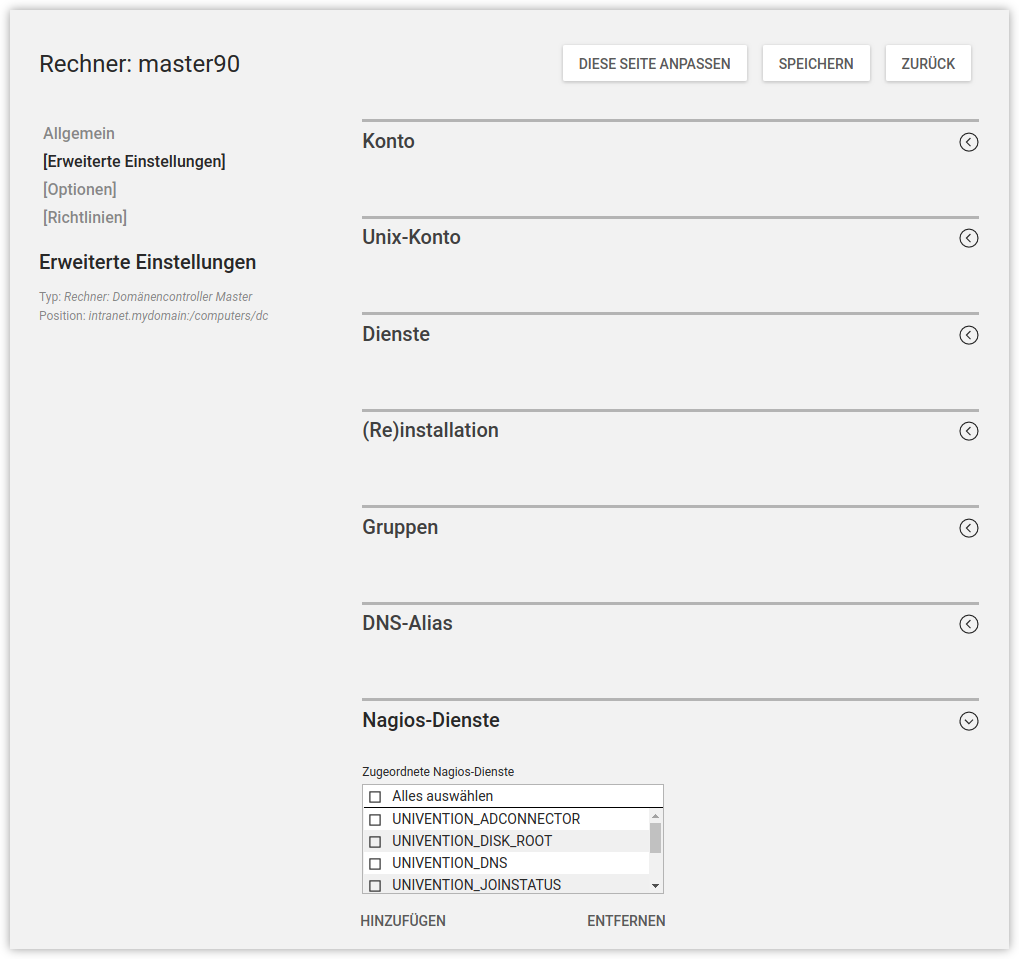 Rechner: master90
DIESE SEITE ANPASSEN
SPEICHERN
ZURÜCK
Allgemein
[Erweiterte Einstellungen]
[Optionen]
[Richtlinien]
Erweiterte Einstellungen
Typ: Rechner: Domänencontroller Master
Position: intranet.mydomain:/computers/dc
Konto
Unix-Konto
Dienste
(Re)installation
Gruppen
DNS-Alias
Nagios-Dienste
Zugeordnete Nagios-Dienste
Alles auswählen
UNIVENTION_ADCONNECTOR
UNIVENTION_DISK_ROOT
UNIVENTION_DNS
UNIVENTION_JOINSTATUS
HINZUFÜGEN
ENTFERNEN